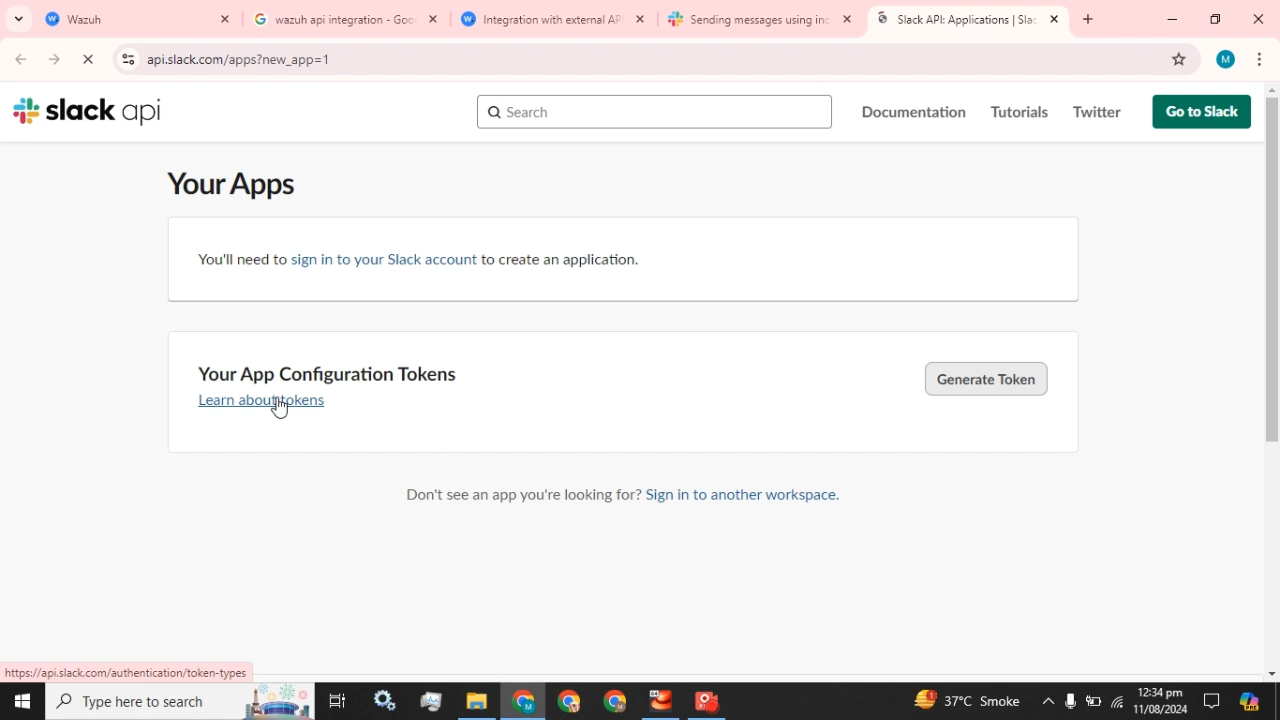 Wazuh
wazuh api integration - Goo
Integration with external AP
Sending messages using inc
Slack API: Applications | Slac
api.slack.com/apps?new_app=1
M
slack api
Search
Documentation
Tutorials
Twitter
Go to Slack
Your Apps
You'll need to sign in to your Slack account to create an application.
Your App Configuration Tokens
Generate Token
Learn about tokens
Don't see an app you're looking for? Sign in to another workspace.
https://api.slack.com/authentication/token-types
Type here to search
1
37°C Smoke
12:34 pm
11/08/2024